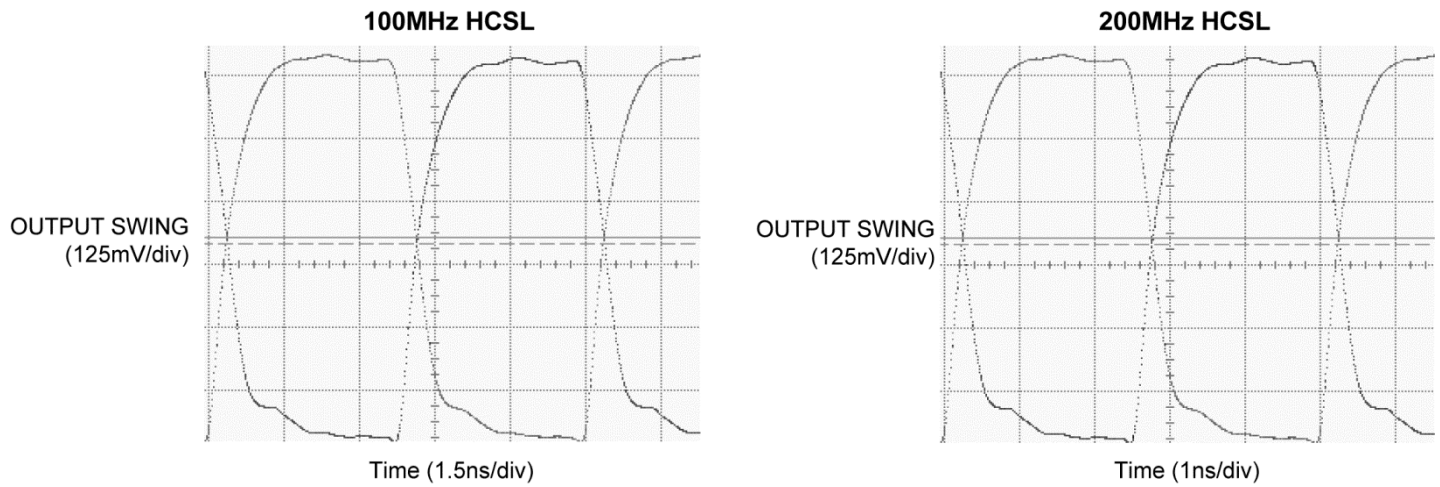 100MHz HCSL
OUTPUT SWING
(125mV/div)
Time (1.5ns/div)
200MHz HCSL
OUTPUT SWING
(125mV/div)
Time (1ns/div)